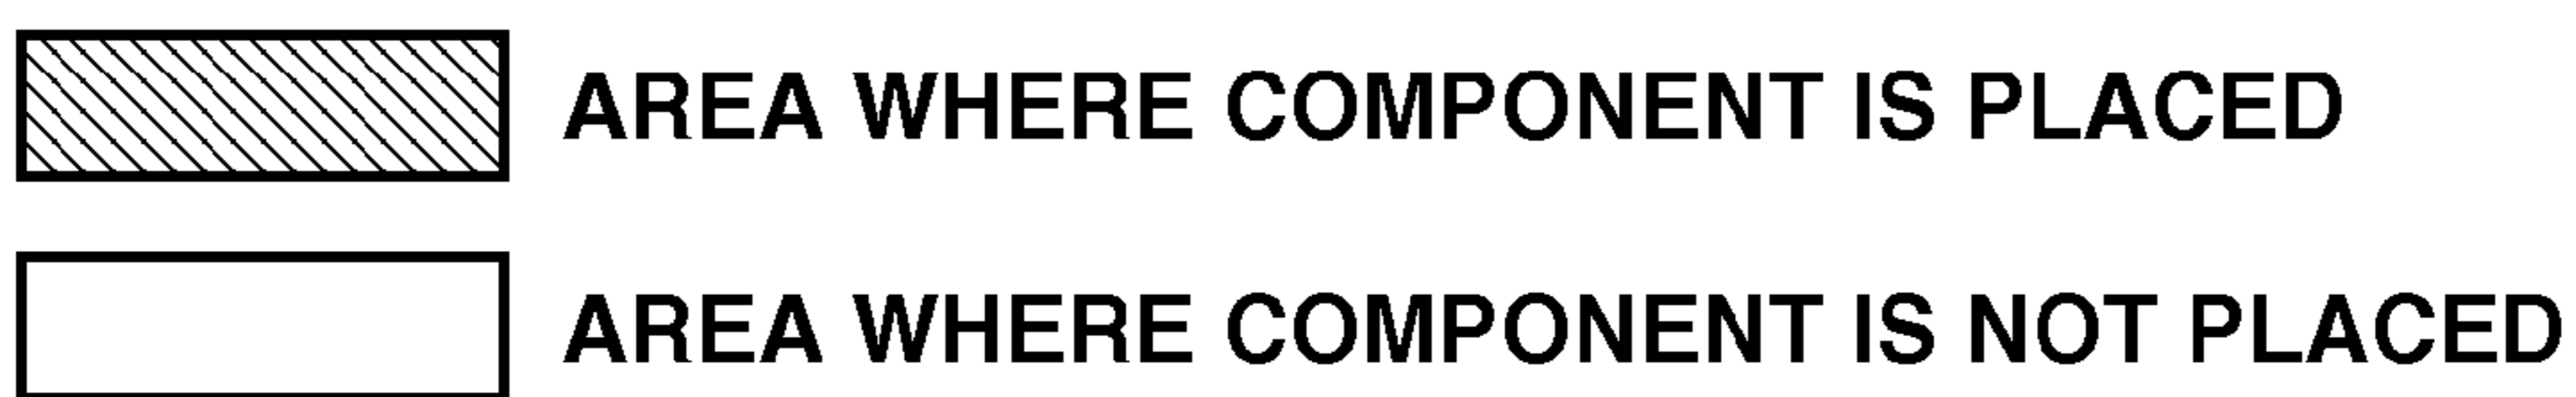 AREA WHERE COMPONENT IS PLACED
AREA WHERE COMPONENT IS NOT PLACED